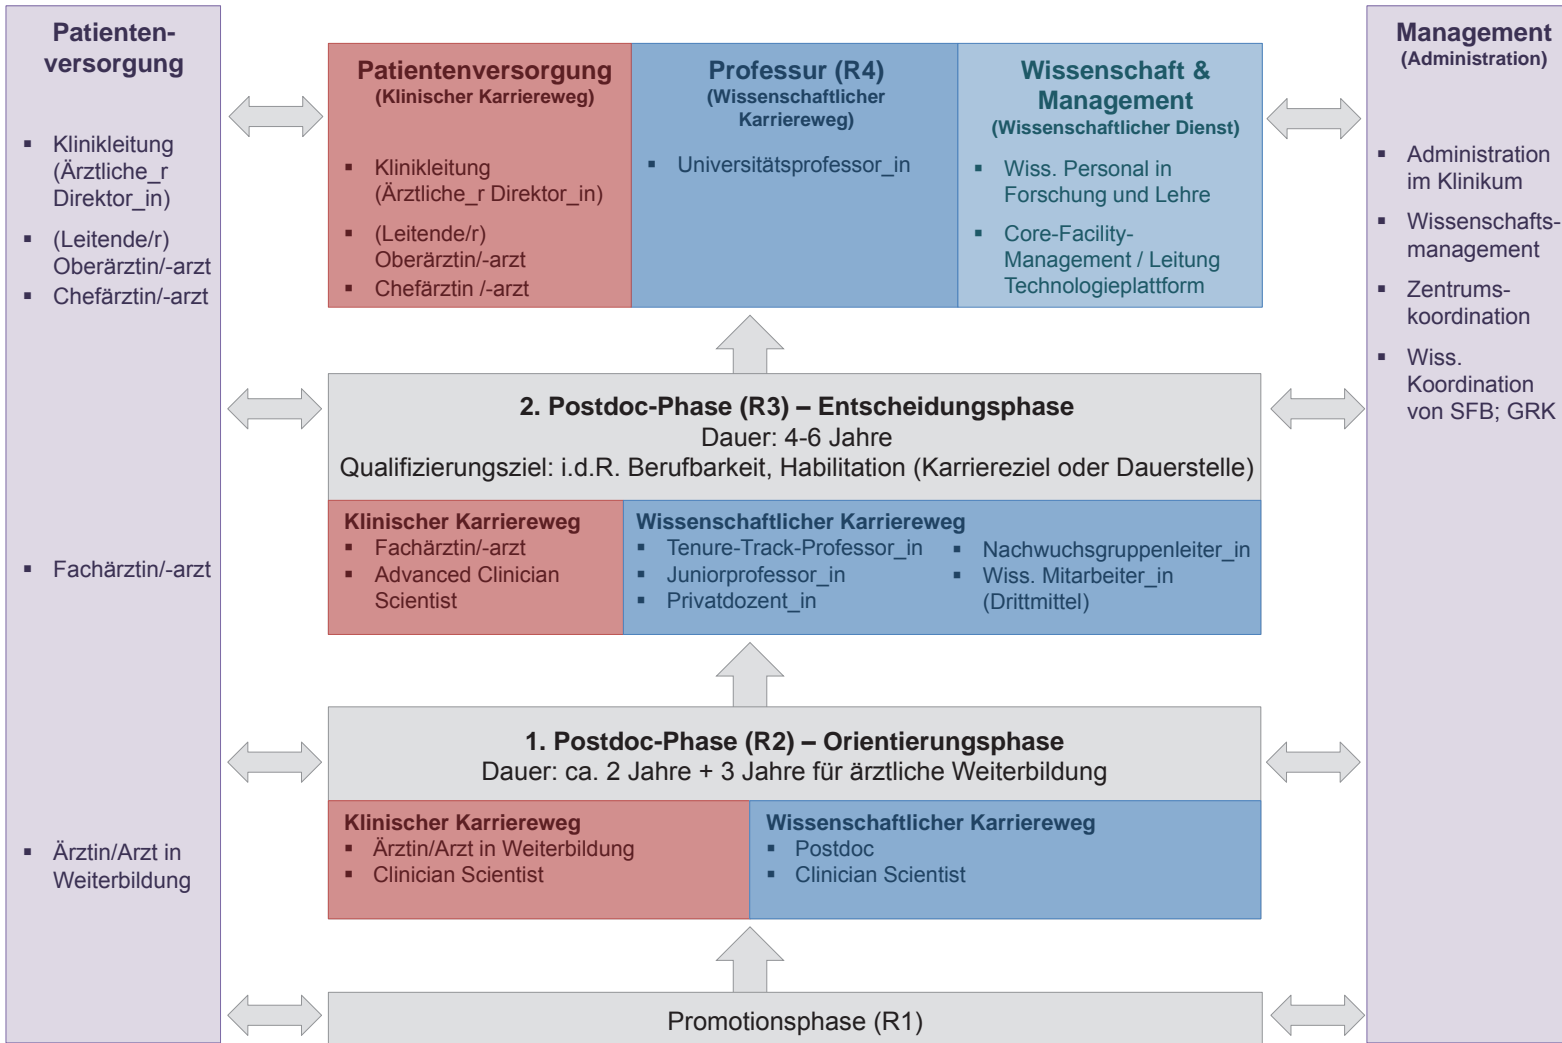 Patienten-
versorgung
▪ Klinikleitung
(Ärztliche_r
Direktor_in)
▪ (Leitende/r)
Oberärztin/-arzt
▪ Chefärztin/-arzt
▪ Fachärztin/-arzt
▪ Ärztin/Arzt in
Weiterbildung
Patientenversorgung
(Klinischer Karriereweg)
▪ Klinikleitung
(Ärztliche_r Direktor_in)
▪ (Leitende/r)
Oberärztin/-arzt
▪ Chefärztin /-arzt
Professur (R4)
(Wissenschaftlicher
Karriereweg)
▪ Universitätsprofessor_in
Wissenschaft &
Management
(Wissenschaftlicher Dienst)
▪ Wiss. Personal in
Forschung und Lehre
▪ Core-Facility-
Management / Leitung
Technologieplattform
2. Postdoc-Phase (R3) – Entscheidungsphase
Dauer: 4-6 Jahre
Qualifizierungsziel: i.d.R. Berufbarkeit, Habilitation (Karriereziel oder Dauerstelle)
Klinischer Karriereweg
▪ Fachärztin/-arzt
▪ Advanced Clinician
Scientist
Wissenschaftlicher Karriereweg
▪ Tenure-Track-Professor_in
▪ Juniorprofessor_in
▪ Privatdozent_in
▪ Nachwuchsgruppenleiter_in
▪ Wiss. Mitarbeiter_in
(Drittmittel)
1. Postdoc-Phase (R2) – Orientierungsphase
Dauer: ca. 2 Jahre + 3 Jahre für ärztliche Weiterbildung
Klinischer Karriereweg
▪ Ärztin/Arzt in Weiterbildung
▪ Clinician Scientist
Wissenschaftlicher Karriereweg
▪ Postdoc
▪ Clinician Scientist
Promotionsphase (R1)
Management
(Administration)
▪ Administration
im Klinikum
▪ Wissenschafts-
management
▪ Zentrums-
koordination
▪ Wiss.
Koordination
von SFB; GRK